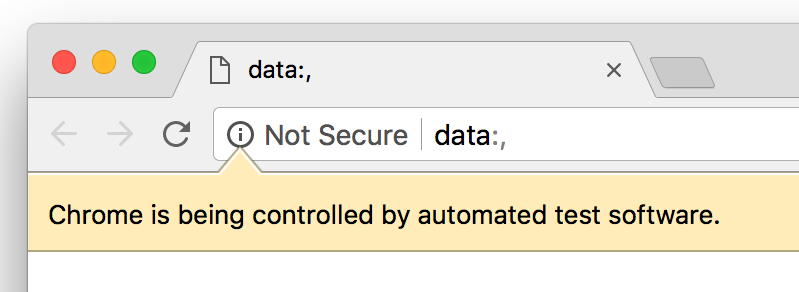 data:,
Not Secure data:,
Chrome is being controlled by automated test software.